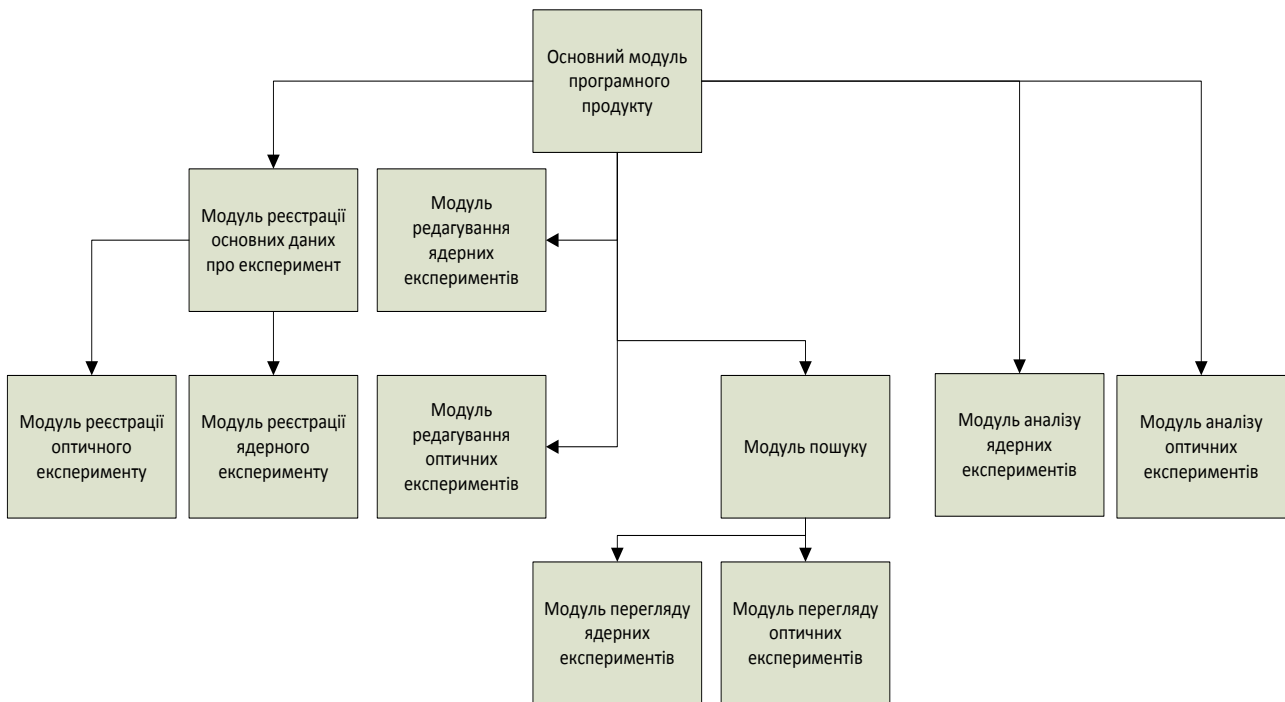 Основний модуль
програмного
продукту
Модуль реєстрації
основних даних
про експеримент
Модуль
редагування
ядерних
експериментів
Модуль реєстрації
оптичного
експерименту
Модуль реєстрації
ядерного
експерименту
Модуль
редагування
оптичних
експериментів
Модуль пошуку
Модуль аналізу
ядерних
експериментів
Модуль аналізу
оптичних
експериментів
Модуль перегляду
ядерних
експериментів
Модуль перегляду
оптичних
експериментів